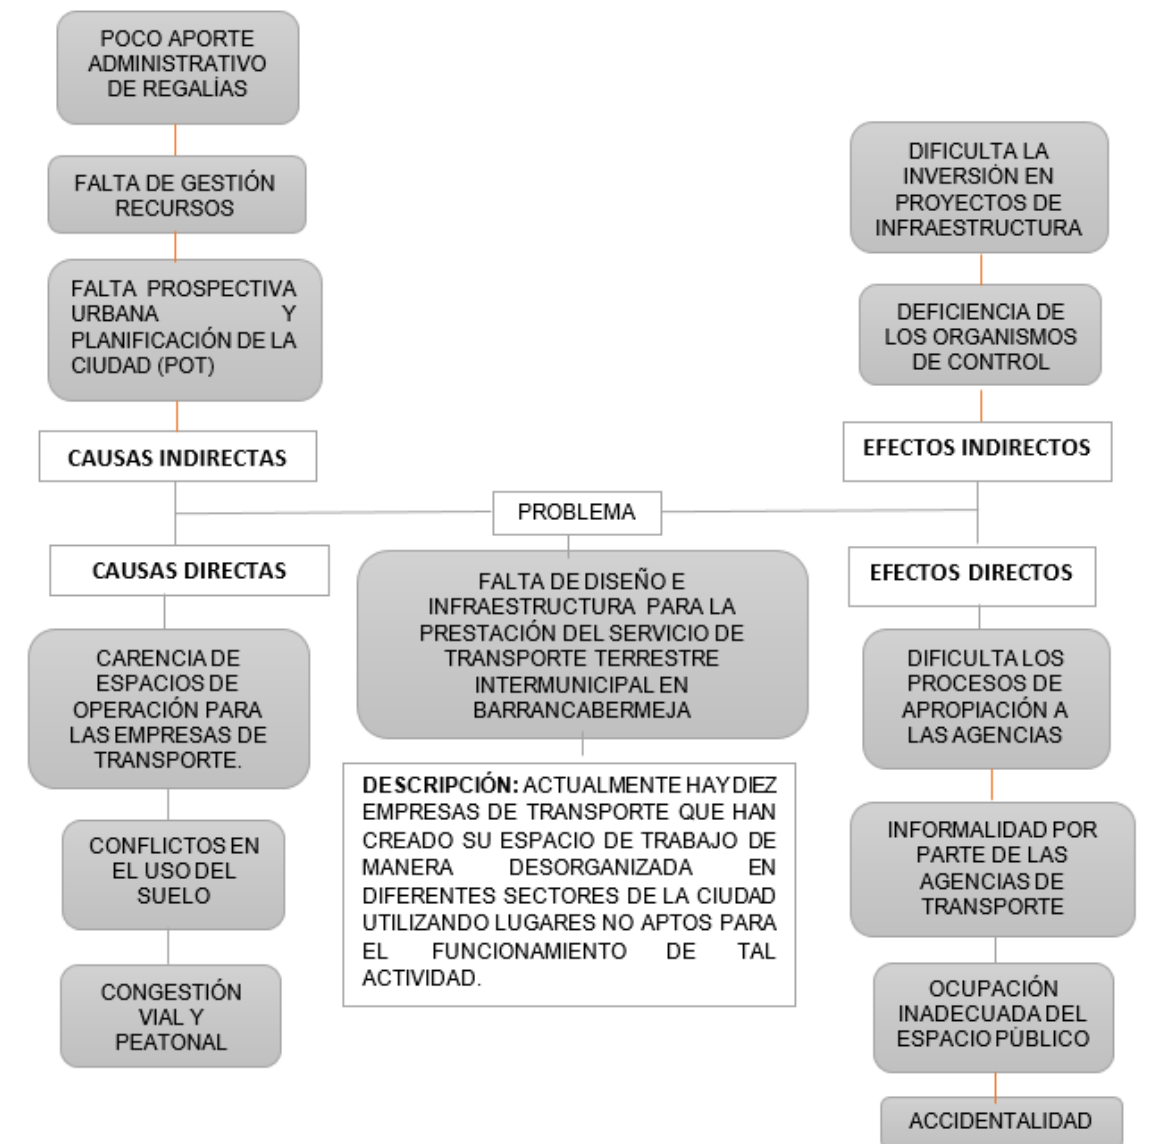 POCO APORTE
ADMINISTRATIVO
DE REGALÍAS
FALTA DE GESTIÓN
RECURSOS
FALTA PROSPECTIVA
URBANA Y
PLANIFICACIÓN DE LA
CIUDAD (POT)
CAUSAS INDIRECTAS
CAUSAS DIRECTAS
CARENCIA DE
ESPACIOS DE
OPERACIÓN PARA
LAS EMPRESAS DE
TRANSPORTE.
CONFLICTOS EN
EL USO DEL
SUELO
CONGESTIÓN
VIAL Y
PEATONAL
PROBLEMA
FALTA DE DISEÑO E
INFRAESTRUCTURA PARA LA
PRESTACIÓN DEL SERVICIO DE
TRANSPORTE TERRESTRE
INTERMUNICIPAL EN
BARRANCABERMEJA
DESCRIPCIÓN: ACTUALMENTE HAY DIEZ
EMPRESAS DE TRANSPORTE QUE HAN
CREADO SU ESPACIO DE TRABAJO DE
MANERA DESORGANIZADA EN
DIFERENTES SECTORES DE LA CIUDAD
UTILIZANDO LUGARES NO APTOS PARA
EL FUNCIONAMIENTO DE TAL
ACTIVIDAD.
DIFICULTA LA
INVERSIÓN EN
PROYECTOS DE
INFRAESTRUCTURA
DEFICIENCIA DE
LOS ORGANISMOS
DE CONTROL
EFECTOS INDIRECTOS
EFECTOS DIRECTOS
DIFICULTA LOS
PROCESOS DE
APROPIACIÓN A
LAS AGENCIAS
INFORMALIDAD POR
PARTE DE LAS
AGENCIAS DE
TRANSPORTE
OCUPACIÓN
INADECUADA DEL
ESPACIO PÚBLICO
ACCIDENTALIDAD